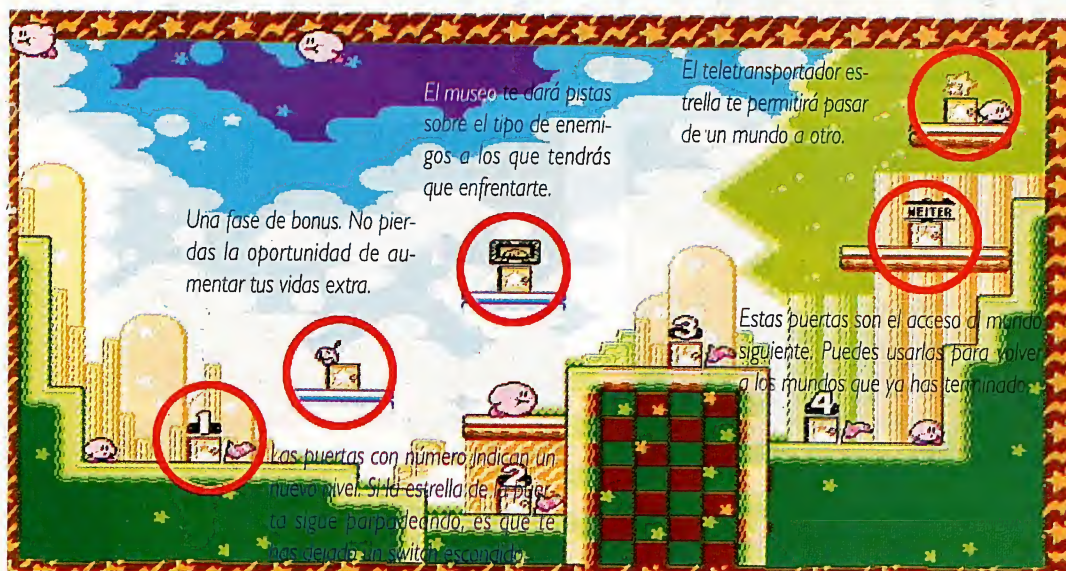 El museo te dará pistas
sobre el tipo de enemi-
gos a los que tendrás
que enfrentarte.
El teletransportador es-
trella te permitirá pasar
de un mundo a otro.
Una fase de bonus. No pier-
das la oportunidad de au-
mentar tus vidas extra.
WEITER
Estas puertas son el acceso al mundo
siguiente. Puedes usarlas para volver
a los mundos que ya has terminado.
3
4
1
2
Las puertas con número indican un
nuevo nivel. Si la estrella de la puer-
ta sigue parpadeando, es que te
has dejado un switch escondido.